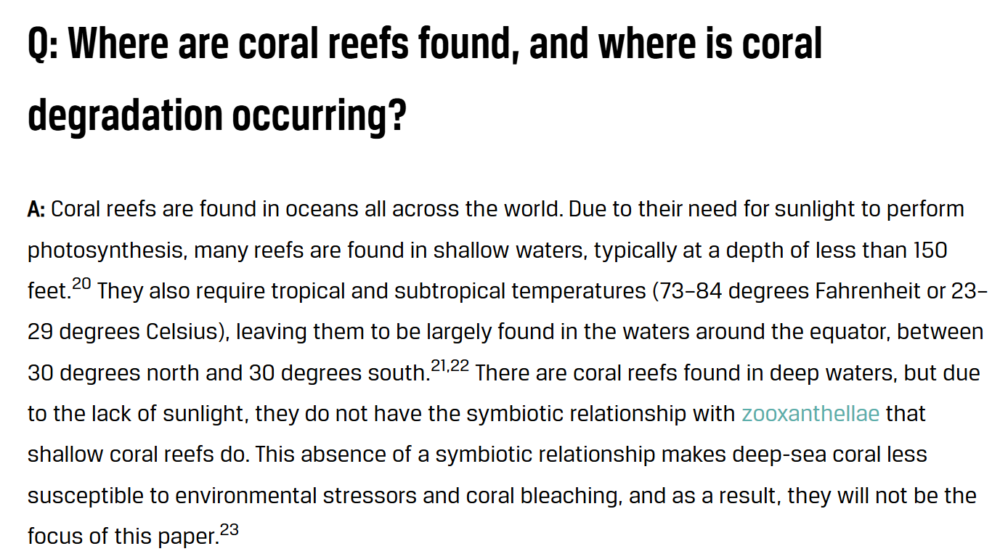 Q: Where are coral reefs found, and where is coral
degradation occurring?
A: Coral reefs are found in oceans all across the world. Due to their need for sunlight to perform
photosynthesis, many reefs are found in shallow waters, typically at a depth of less than 150
feet.20 They also require tropical and subtropical temperatures (73–84 degrees Fahrenheit or 23–
29 degrees Celsius), leaving them to be largely found in the waters around the equator, between
30 degrees north and 30 degrees south.21,22 There are coral reefs found in deep waters, but due
to the lack of sunlight, they do not have the symbiotic relationship with zooxanthellae that
shallow coral reefs do. This absence of a symbiotic relationship makes deep-sea coral less
susceptible to environmental stressors and coral bleaching, and as a result, they will not be the
focus of this paper.23